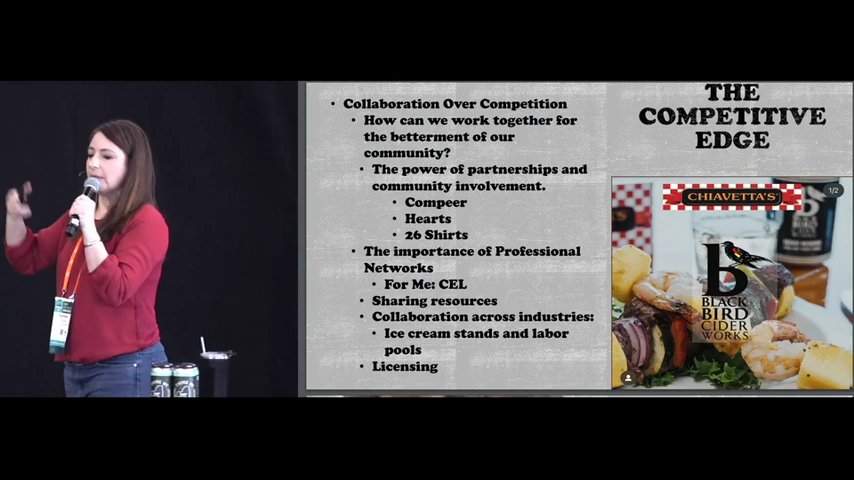 Collaboration Over Competition
How can we work together for
the betterment of our
community?
The power of partnerships and
community involvement.
Compeer
Hearts
26 Shirts
The importance of Professional
Networks
For Me: CEL
Sharing resources
Collaboration across industries:
Ice cream stands and labor
pools
Licensing
THE
COMPETITIVE
EDGE
1/2
CHIAVETTA'S
b
BLACK
BIRD
CIDER
WORKS